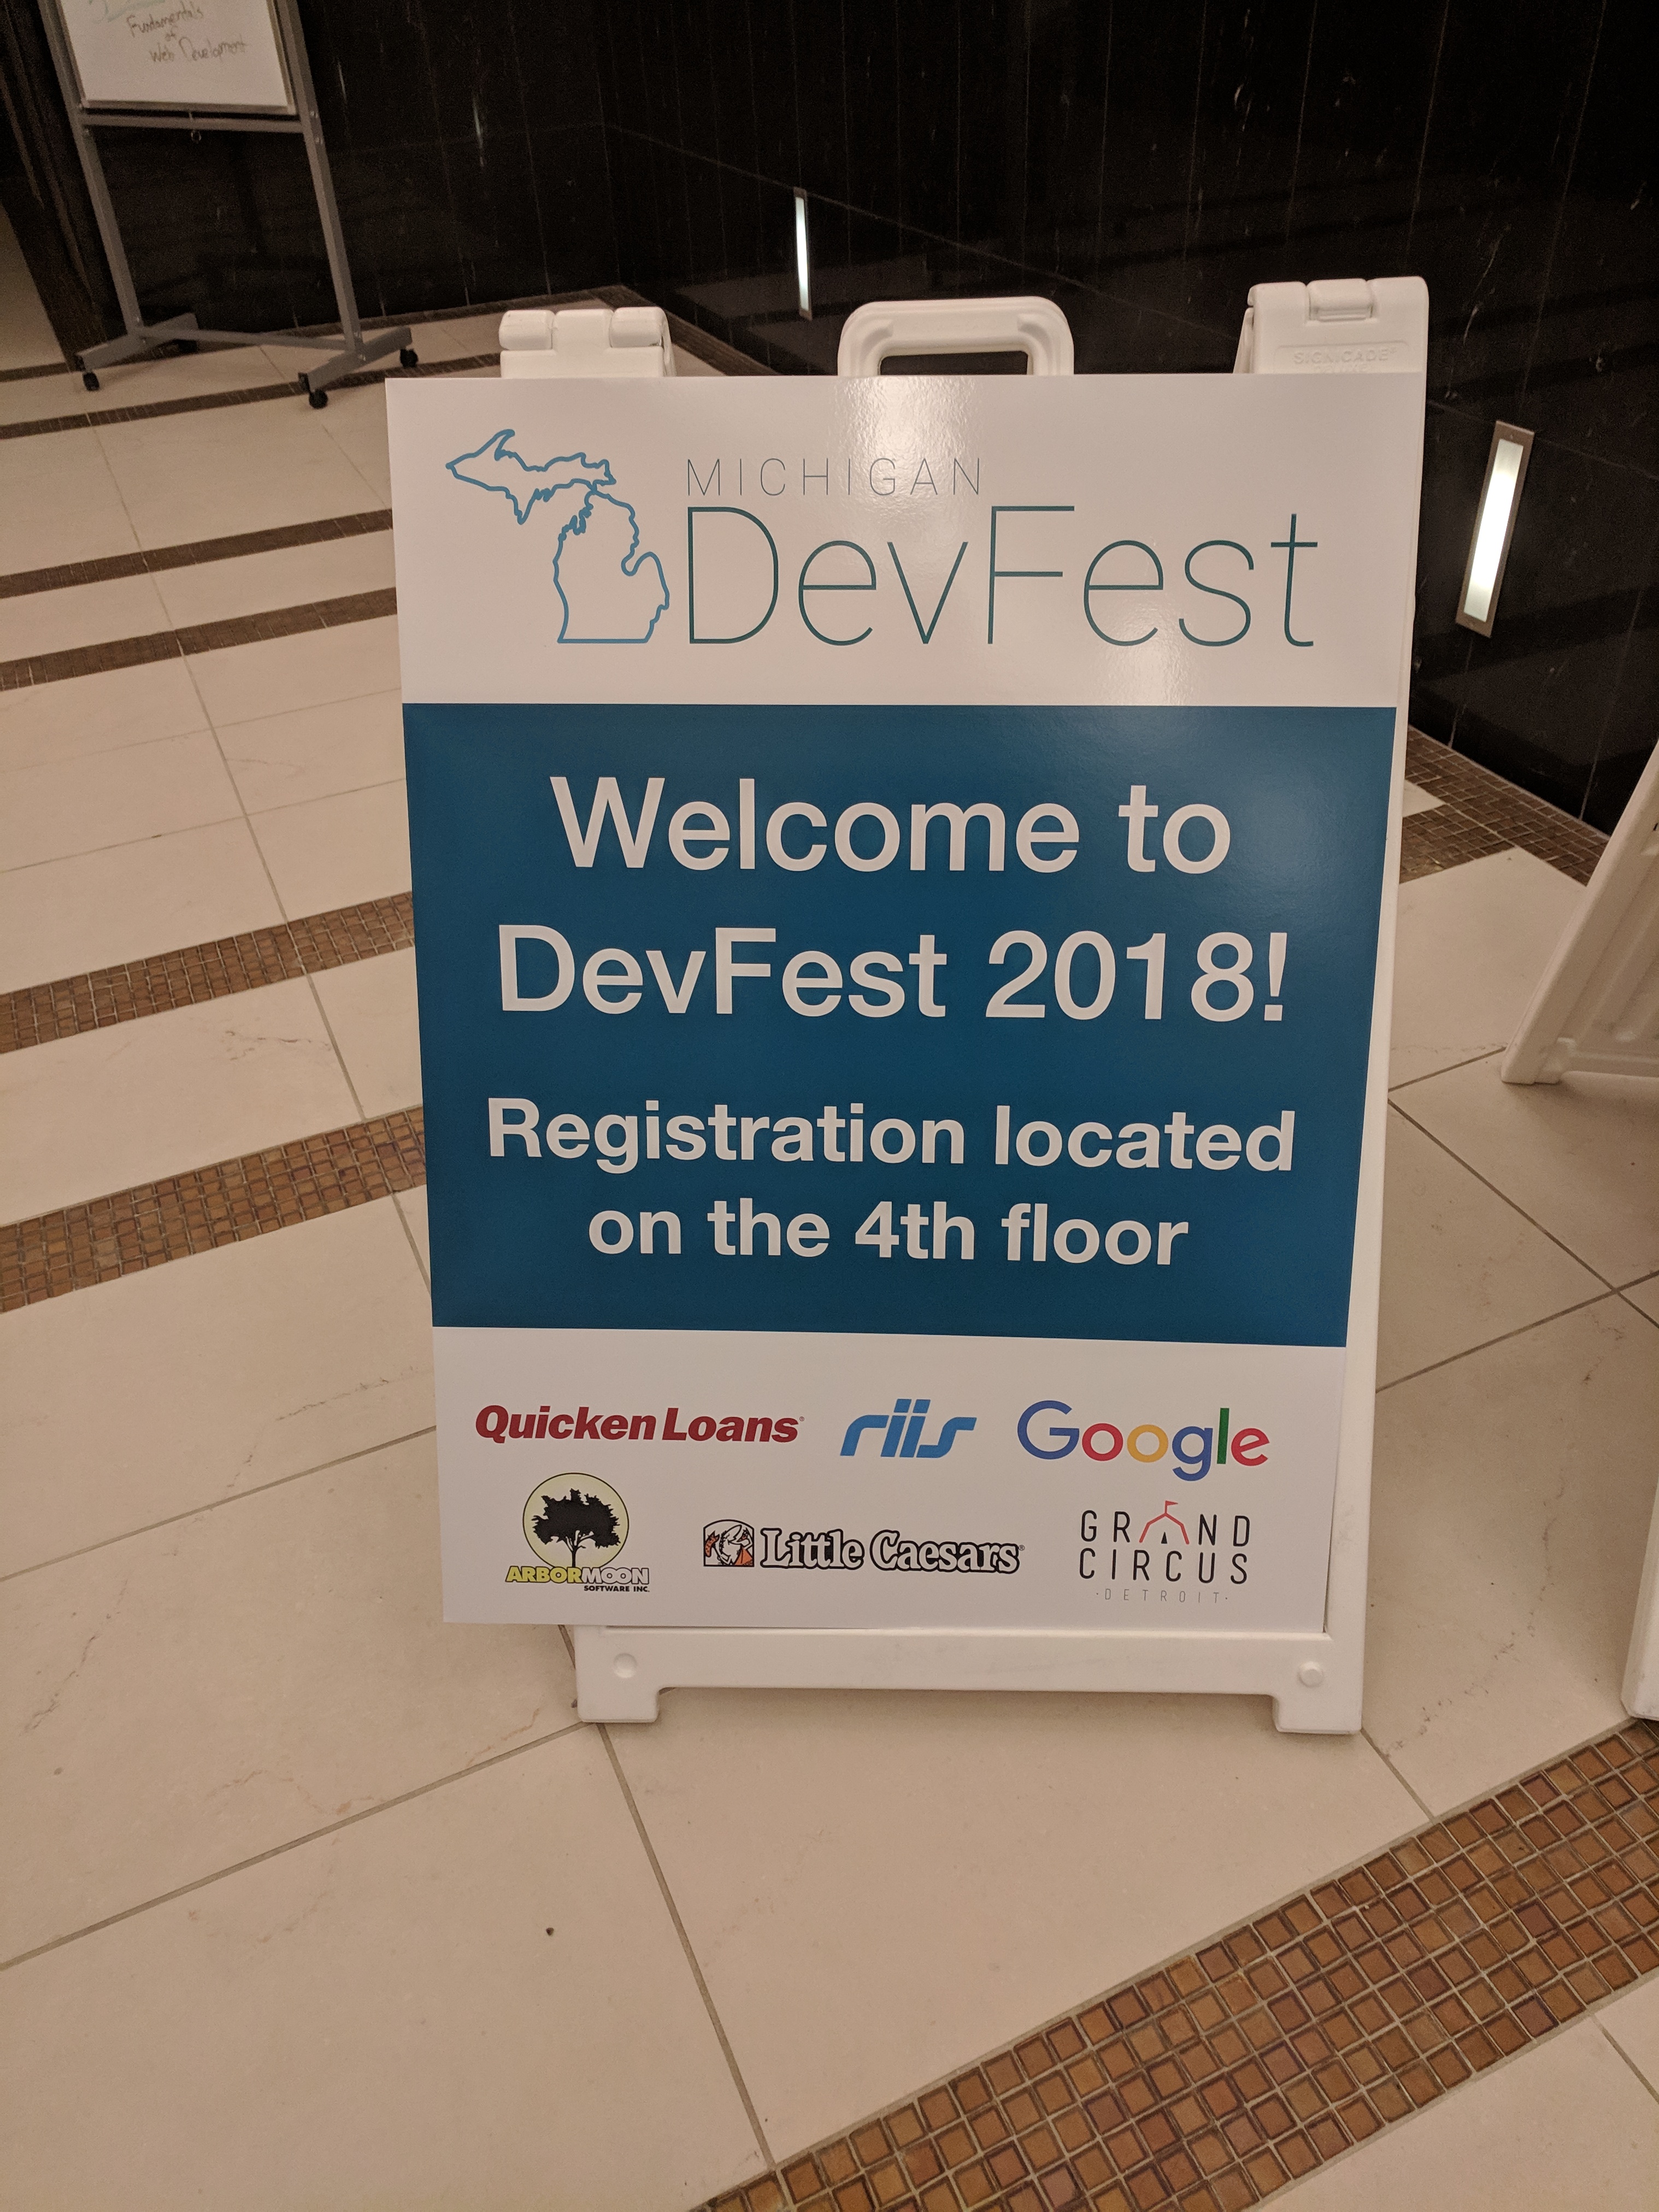 Fundamentals
of
Web Development
SIGNICADE
MICHIGAN
DevFest
Welcome to
DevFest 2018!
Registration located
on the 4th floor
Quicken Loans
riis
Google
ARBORMOON
SOFTWARE INC.
Little Caesars
GRAND
CIRCUS
·DETROIT·